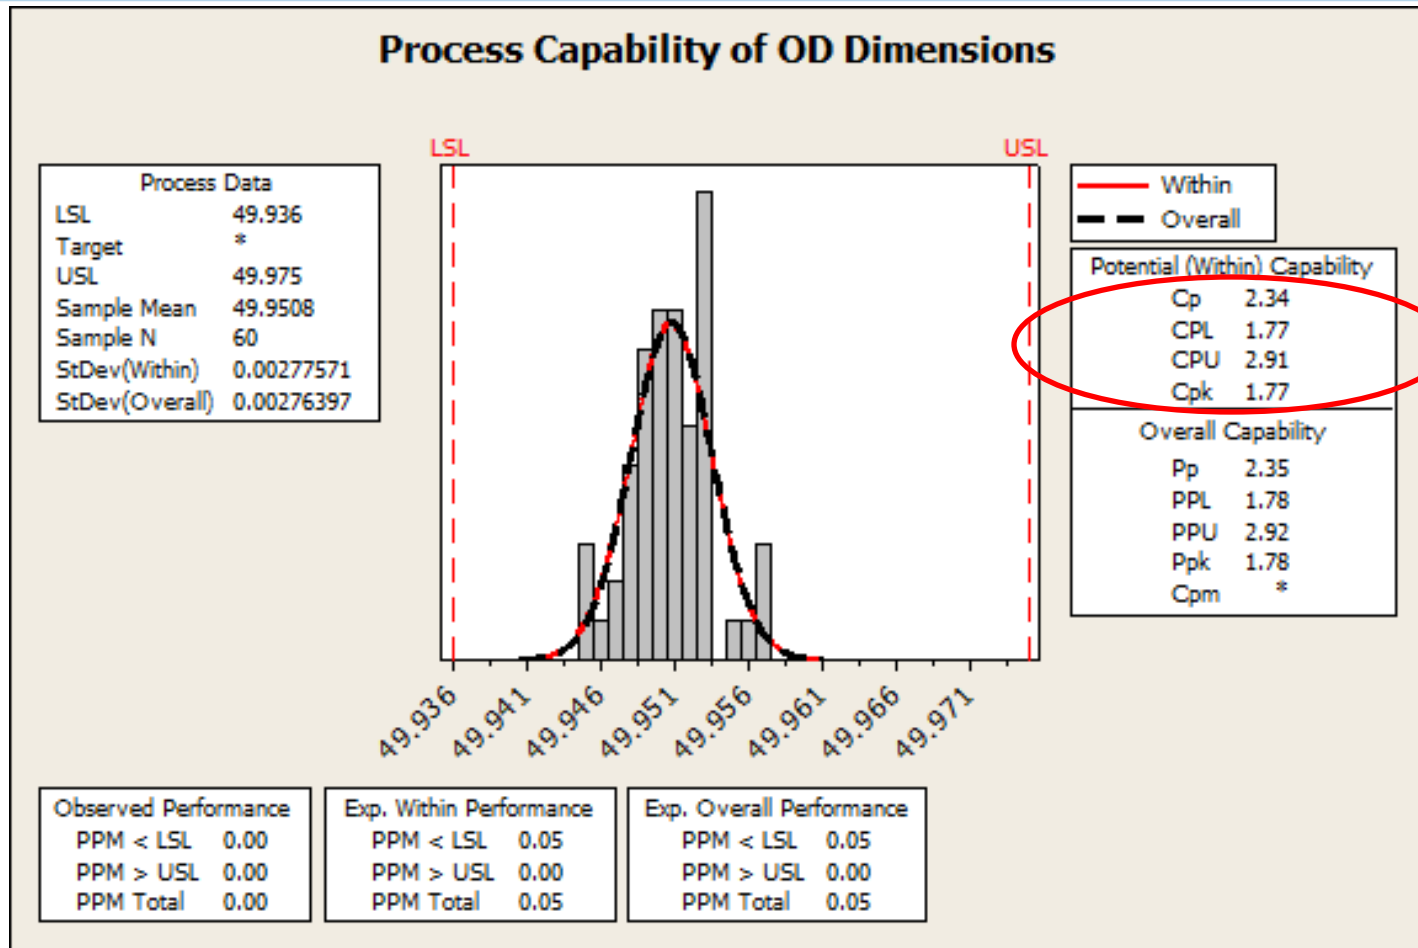 Process Capability of OD Dimensions
LSL USL
Process Data
LSL 49.936
Target *
USL 49.975
Sample Mean 49.9508
Sample N 60
StDev(Within) 0.00277571
StDev(Overall) 0.00276397
Within
Overall
Potential (Within) Capability
Cp 2.34
CPL 1.77
CPU 2.91
Cpk 1.77
Overall Capability
Pp 2.35
PPL 1.78
PPU 2.92
Ppk 1.78
Cpm *
49.936 49.941 49.946 49.951 49.956 49.961 49.966 49.971
Observed Performance
PPM < LSL 0.00
PPM > USL 0.00
PPM Total 0.00
Exp. Within Performance
PPM < LSL 0.05
PPM > USL 0.00
PPM Total 0.05
Exp. Overall Performance
PPM < LSL 0.05
PPM > USL 0.00
PPM Total 0.05